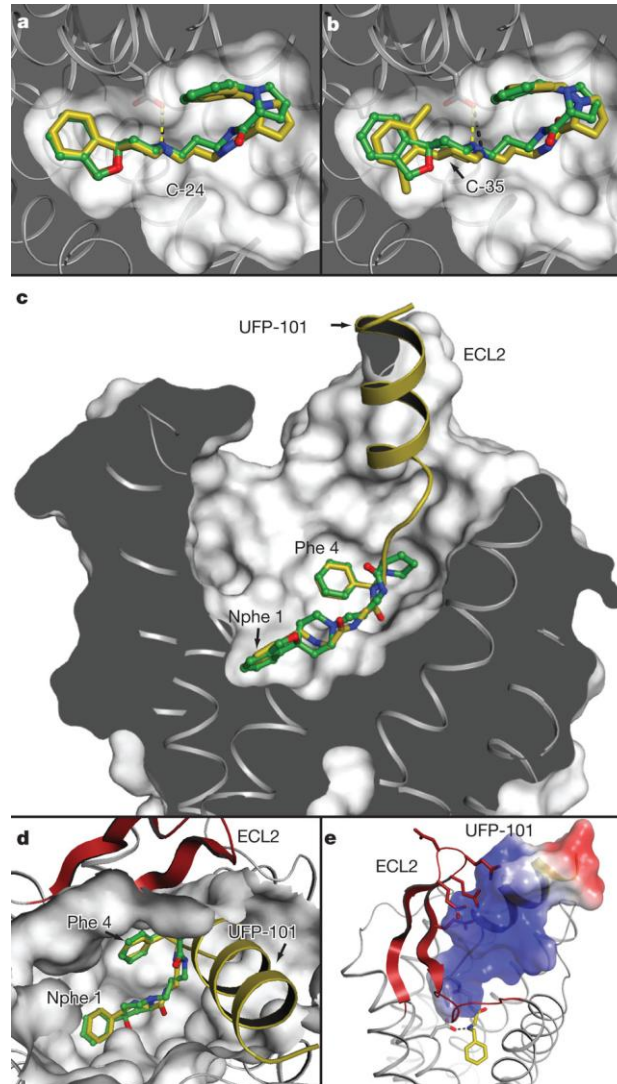 a
b
C-24
C-35
c
UFP-101
ECL2
Phe 4
Nphe 1
d
ECL2
Phe 4
UFP-101
Nphe 1
e
UFP-101
ECL2